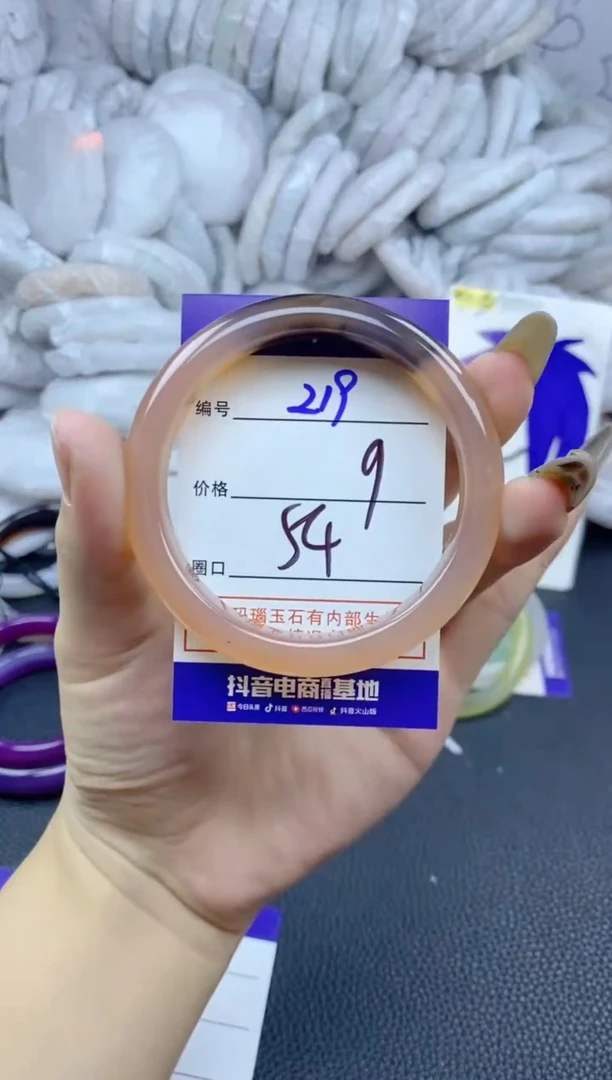 编号 219
价格 9
圈口 54
玛瑙玉石有内部生
抖音电商直播基地
今日头条 抖音 西瓜视频 抖音火山版